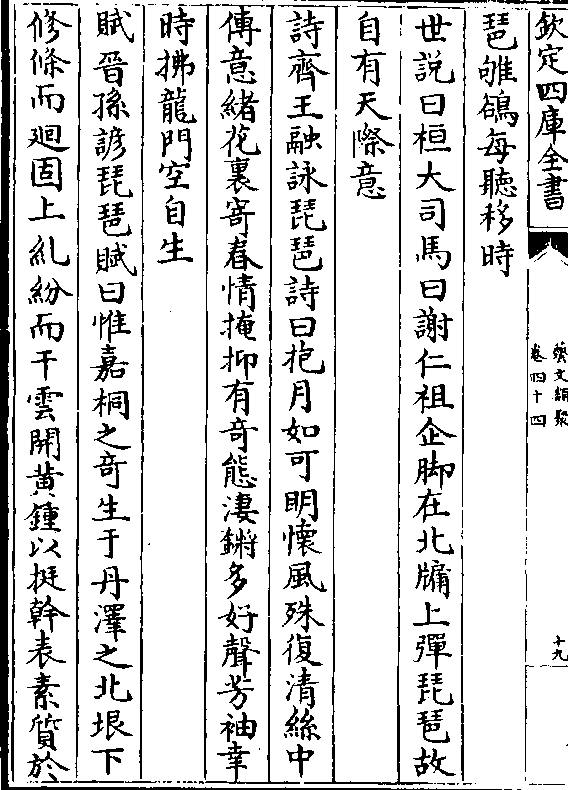 欽定四庫全書
藝文類聚
卷四十四
十九
琶雊鵅每聽移時
世説曰桓大司馬曰謝仁祖企脚在北牖上彈琵琶故
自有天際意
詩齊王融詠琵琶詩曰抱月如可明懷風殊復清絲中
傳意緒花裏寄春情掩抑有奇態淒鏘多好聲芳袖幸
時拂龍門空自生
賦晉孫諺琵琶賦曰惟嘉桐之奇生于丹澤之北垠下
修條而迴固上糺紛而干雲開黄鍾以挺幹表素質於